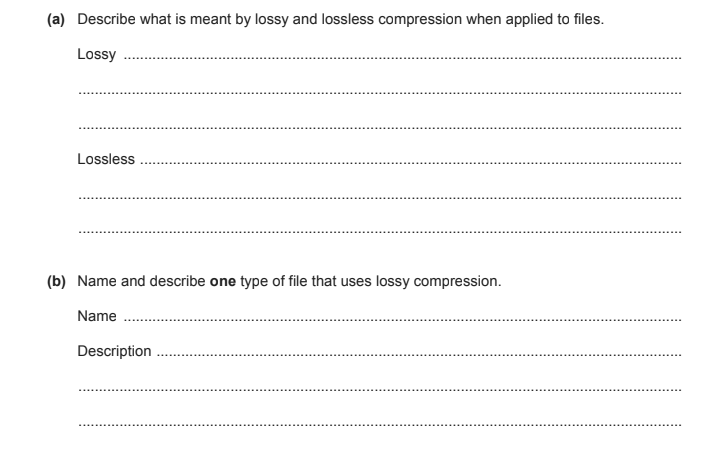 (a) Describe what is meant by lossy and lossless compression when applied to files.
Lossy ..........................................................................................................................................
......................................................................................................................................................
......................................................................................................................................................
Lossless ......................................................................................................................................
......................................................................................................................................................
......................................................................................................................................................
(b) Name and describe one type of file that uses lossy compression.
Name ..........................................................................................................................................
Description ..................................................................................................................................
......................................................................................................................................................
......................................................................................................................................................